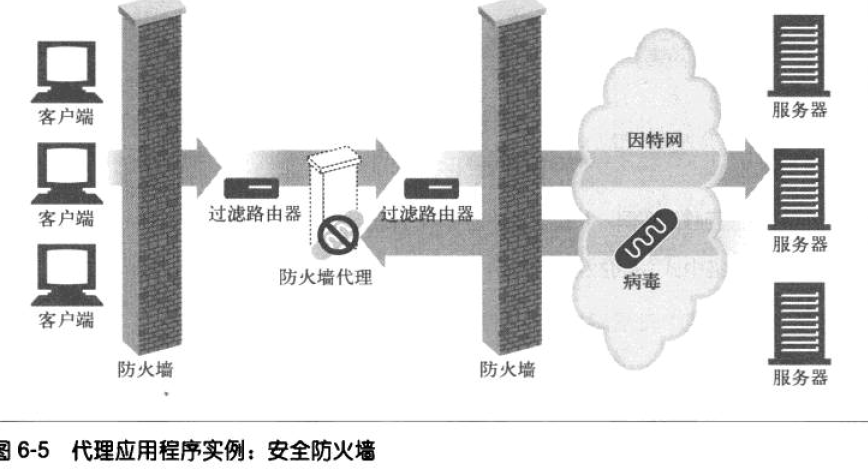 客户端
客户端
客户端
防火墙
过滤路由器
防火墙代理
过滤路由器
防火墙
因特网
病毒
服务器
服务器
服务器
图 6-5 代理应用程序实例：安全防火墙